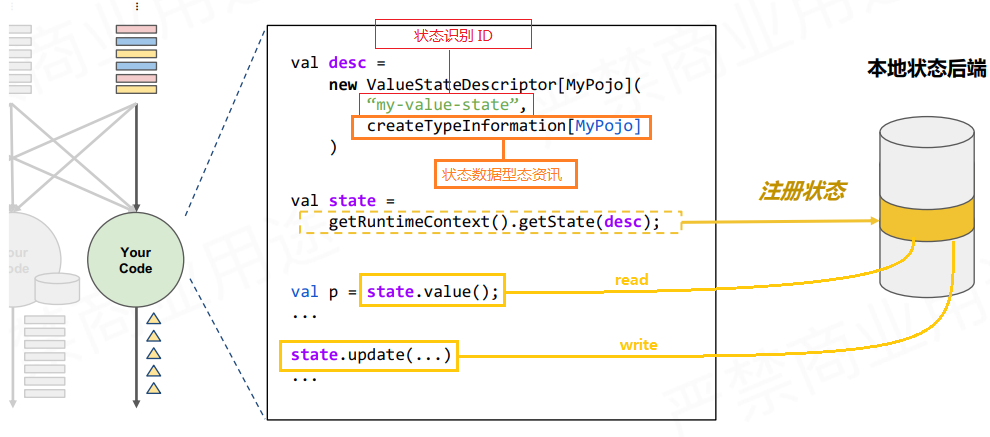 状态识别 ID
val desc =
new ValueStateDescriptor[MyPojo](
“my-value-state”,
createTypeInformation[MyPojo]
)
状态数据型态资讯
val state =
getRuntimeContext().getState(desc);
val p = state.value();
...
state.update(...)
...
Your
Code
本地状态后端
注册状态
read
write
严禁商业用途